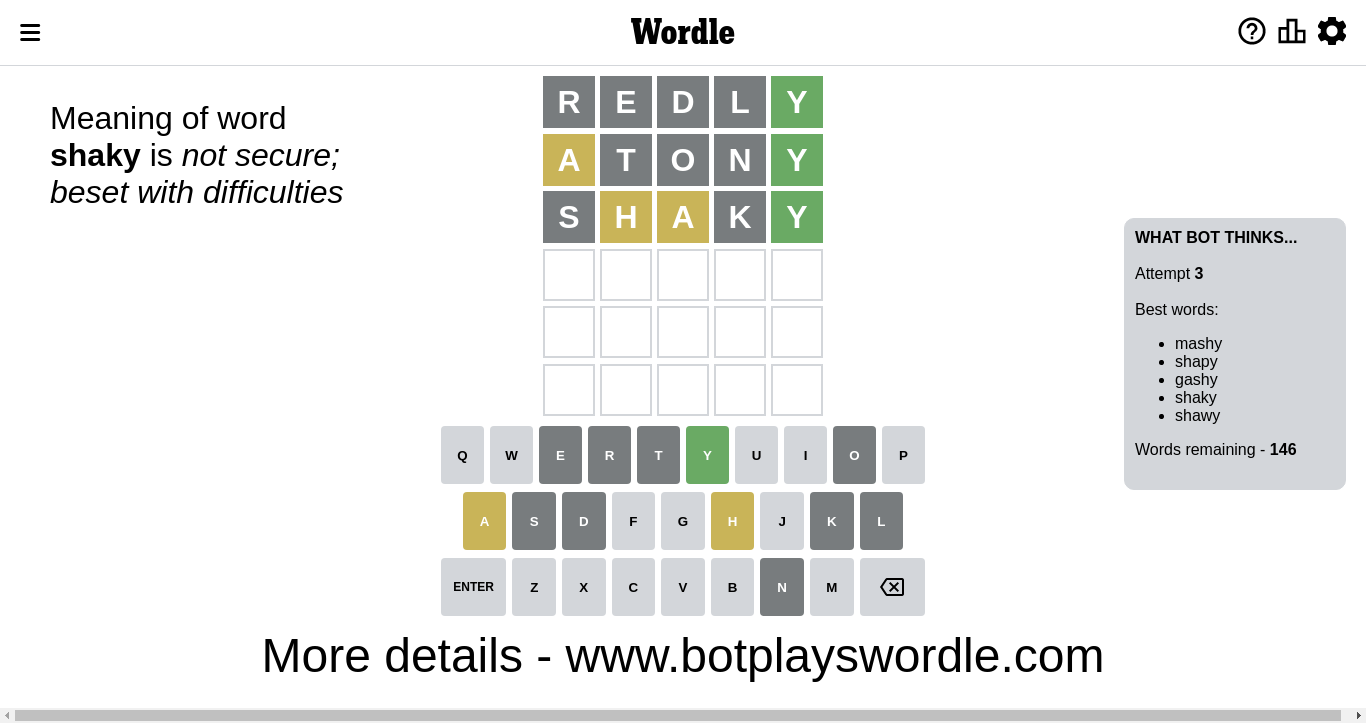 Wordle
Meaning of word
shaky is not secure;
beset with difficulties
R E D L Y
A T O N Y
S H A K Y
WHAT BOT THINKS...
Attempt 3
Best words:
mashy
shapy
gashy
shaky
shawy
Words remaining - 146
Q W E R T Y U I O P
A S D F G H J K L
ENTER Z X C V B N M
More details - www.botplayswordle.com